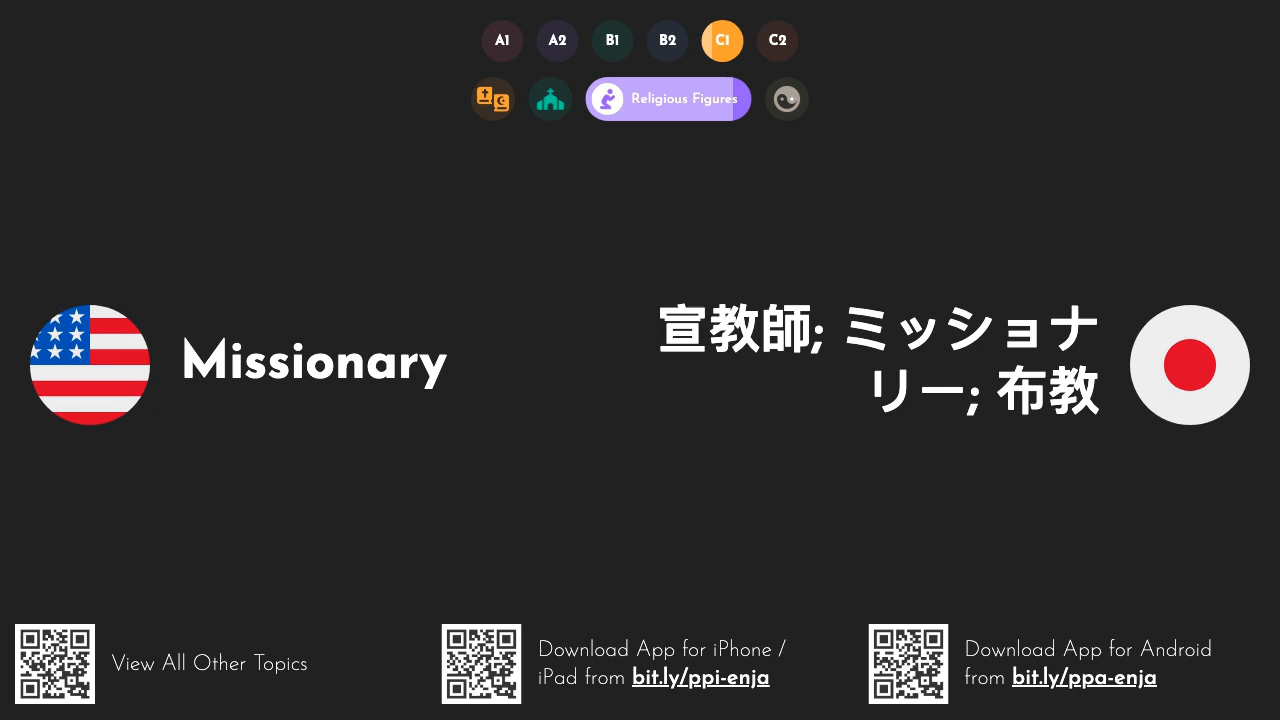 A1 A2 B1 B2 C1 C2
Religious Figures
Missionary
宣教師; ミッショナ
リー; 布教
View All Other Topics
Download App for iPhone /
iPad from bit.ly/ppi-enja
Download App for Android
from bit.ly/ppa-enja